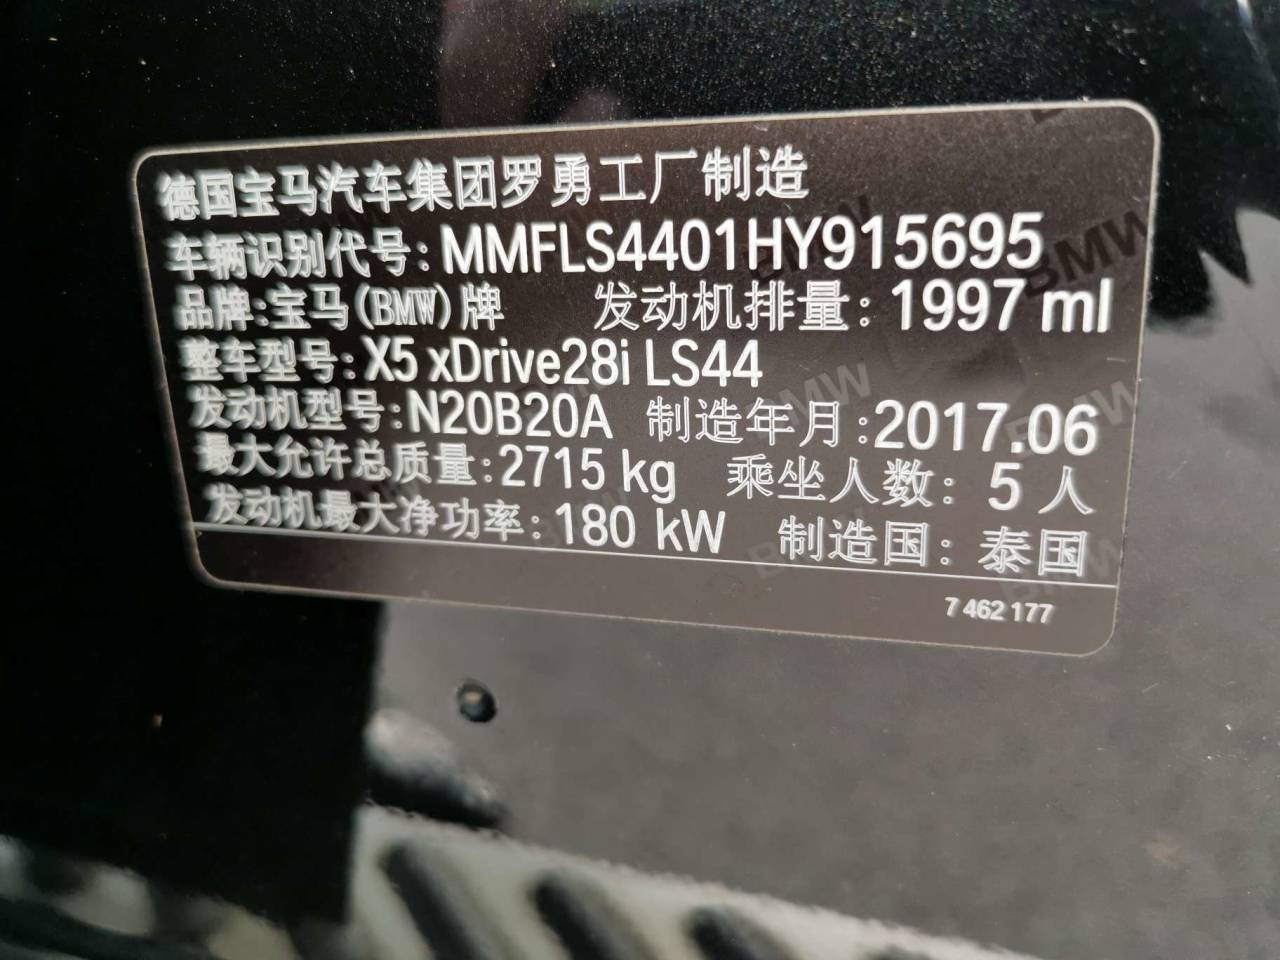 德国宝马汽车集团罗勇工厂制造
车辆识别代号: MMFLS4401HY915695
品牌:宝马(BMW)牌 发动机排量: 1997 ml
整车型号: X5 xDrive28i LS44
发动机型号: N20B20A 制造年月: 2017.06
最大允许总质量: 2715 kg 乘坐人数: 5 人
发动机最大净功率: 180 kW 制造国: 泰国
7 462 177